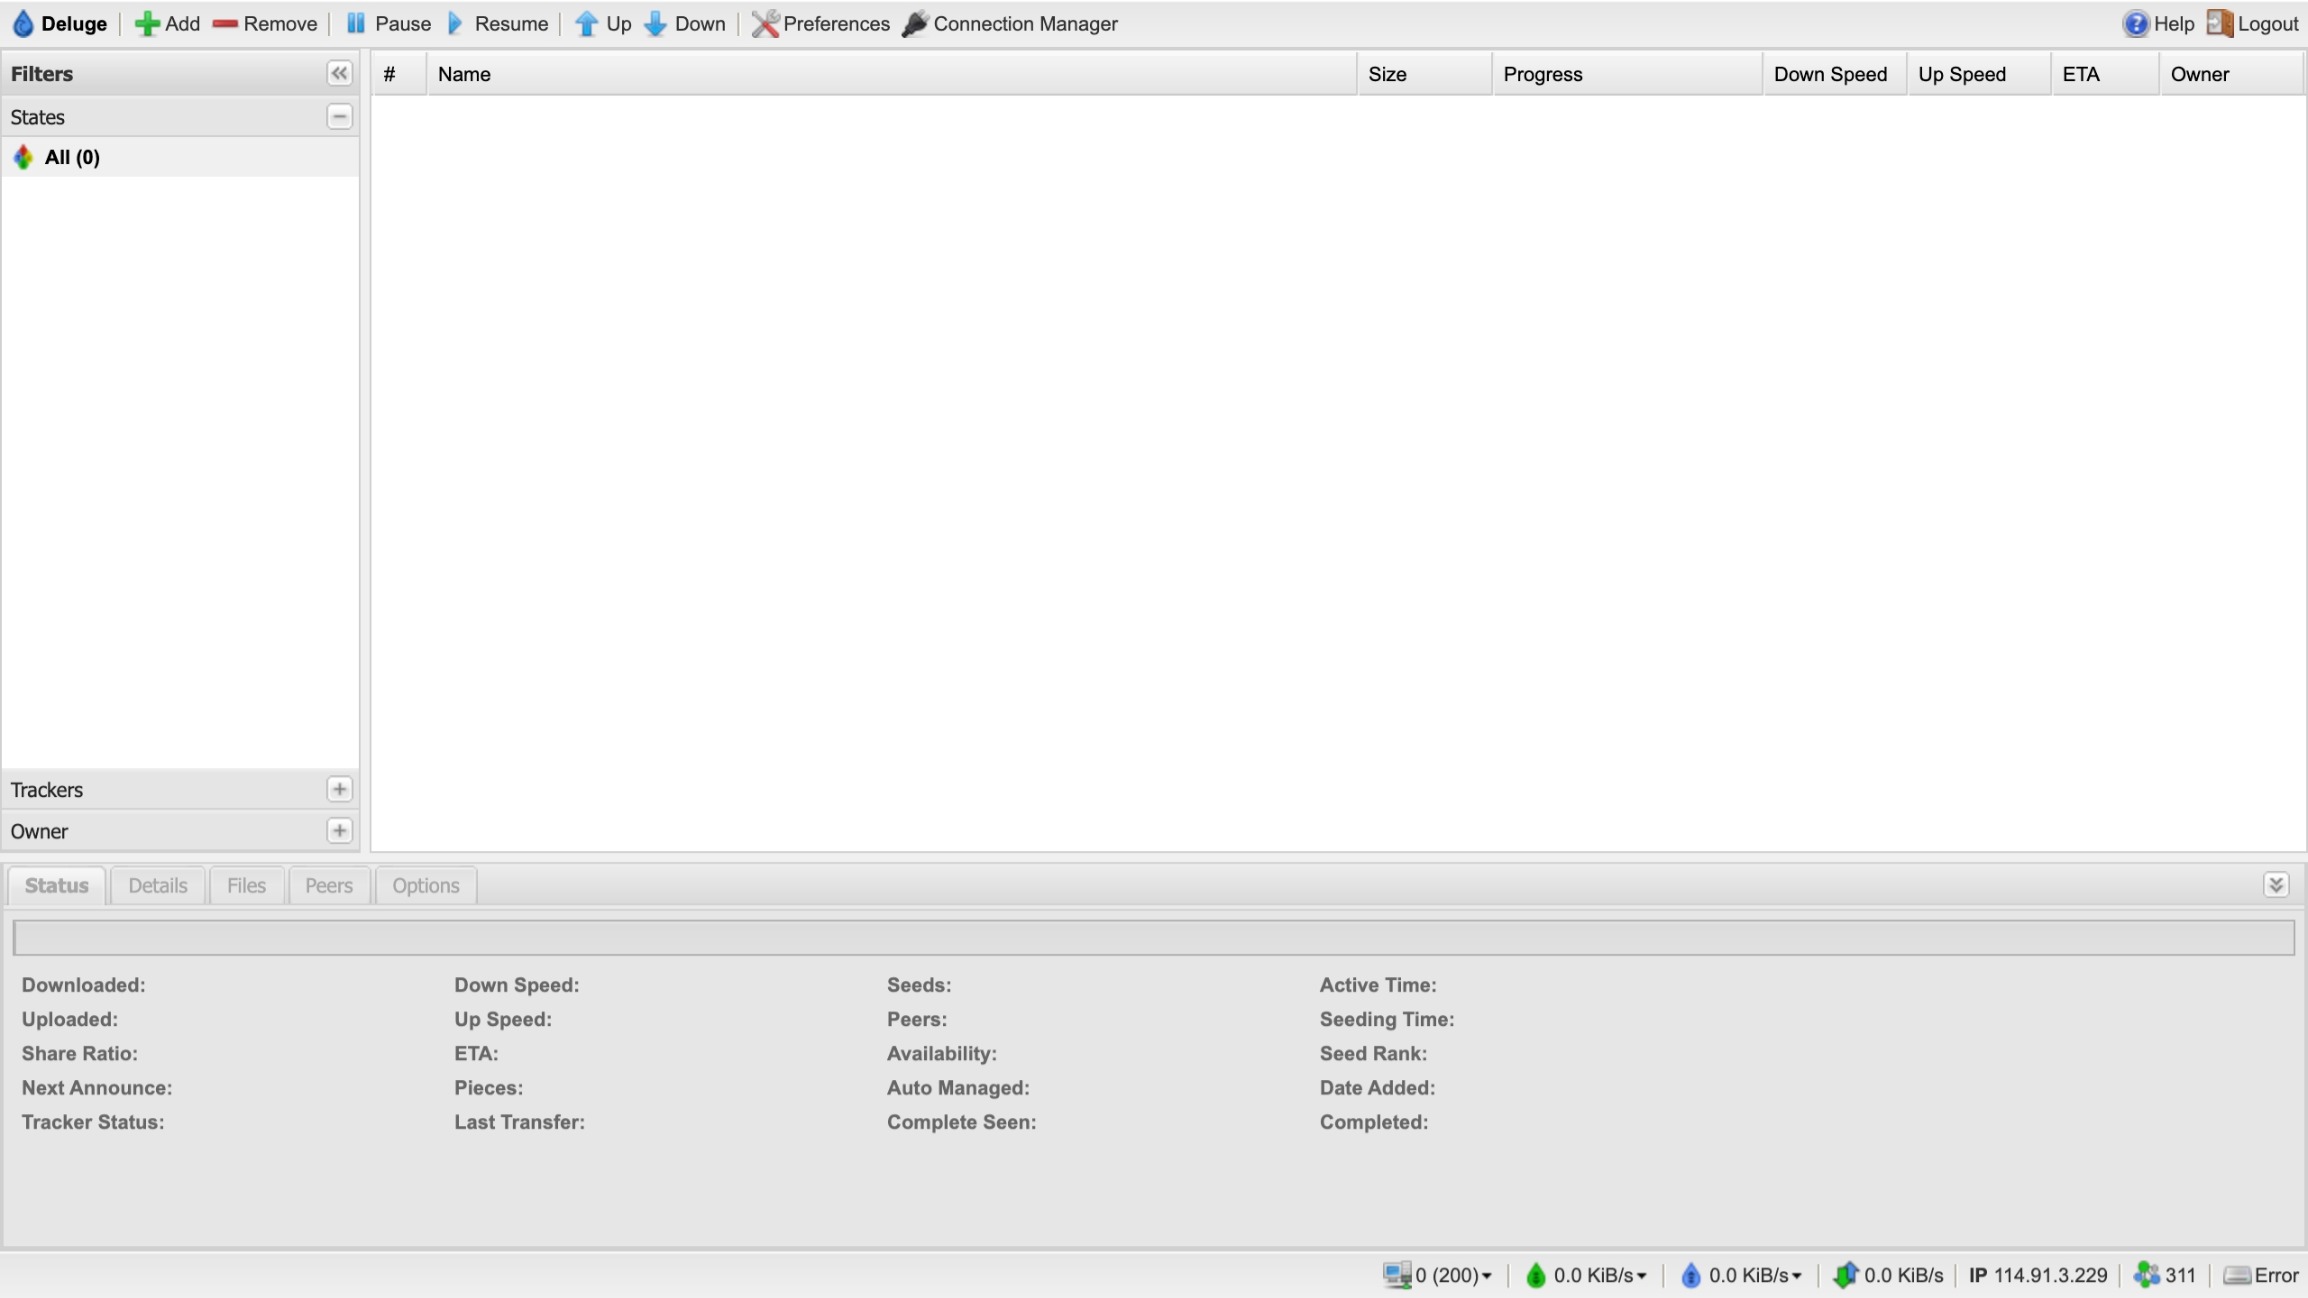 Deluge Add Remove Pause Resume Up Down Preferences Connection Manager Help Logout
Filters
# Name Size Progress Down Speed Up Speed ETA Owner
States
All (0)
Trackers
Owner
Status Details Files Peers Options
Downloaded: Down Speed: Seeds: Active Time:
Uploaded: Up Speed: Peers: Seeding Time:
Share Ratio: ETA: Availability: Seed Rank:
Next Announce: Pieces: Auto Managed: Date Added:
Tracker Status: Last Transfer: Complete Seen: Completed:
0 (200) 0.0 KiB/s 0.0 KiB/s 0.0 KiB/s IP 114.91.3.229 311 Error